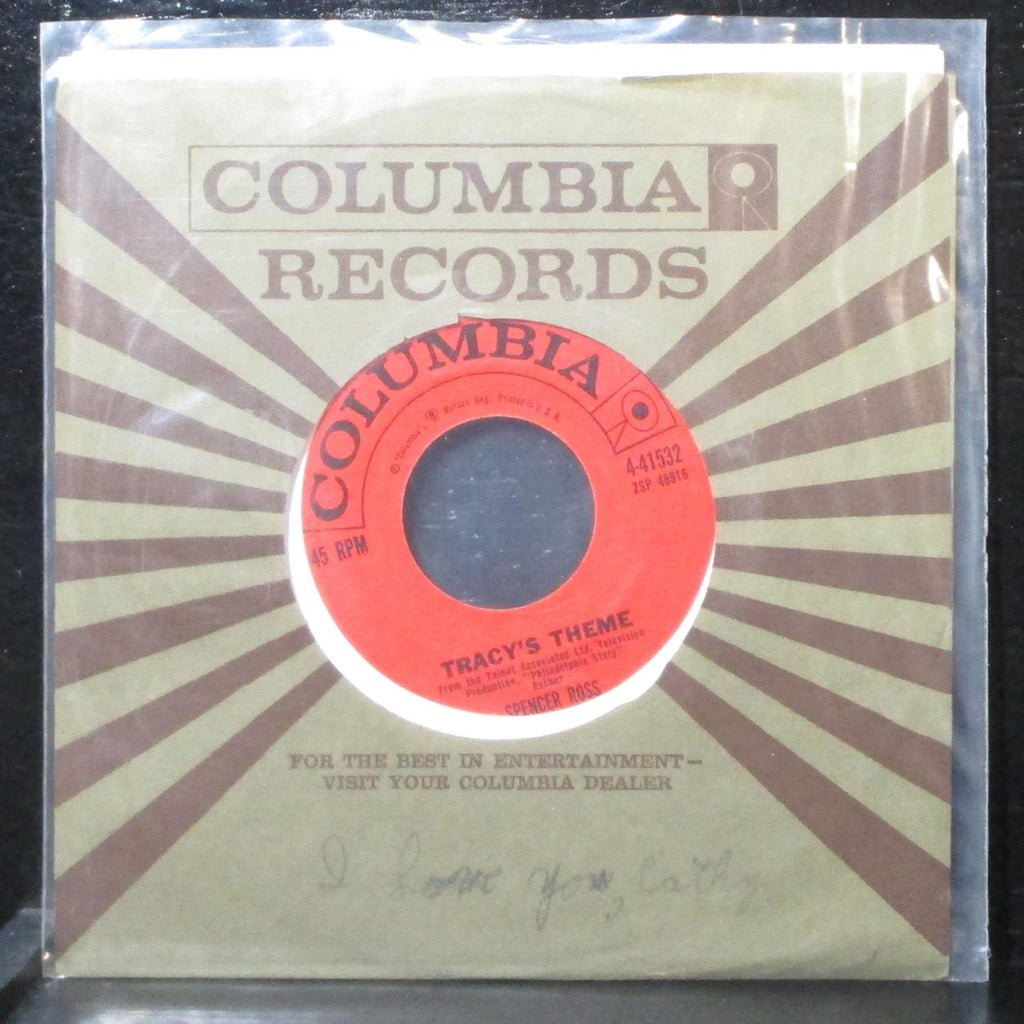 COLUMBIA
RECORDS
COLUMBIA
® "Columbia", Marcas Reg. Printed in U.S.A.
4-41532
ZSP 48916
45 RPM
TRACY'S THEME
From the Talent Associates Ltd. Television
Production, "Philadelphia Story"
Ascher
SPENCER ROSS
FOR THE BEST IN ENTERTAINMENT—
VISIT YOUR COLUMBIA DEALER
I Love You, Cathy